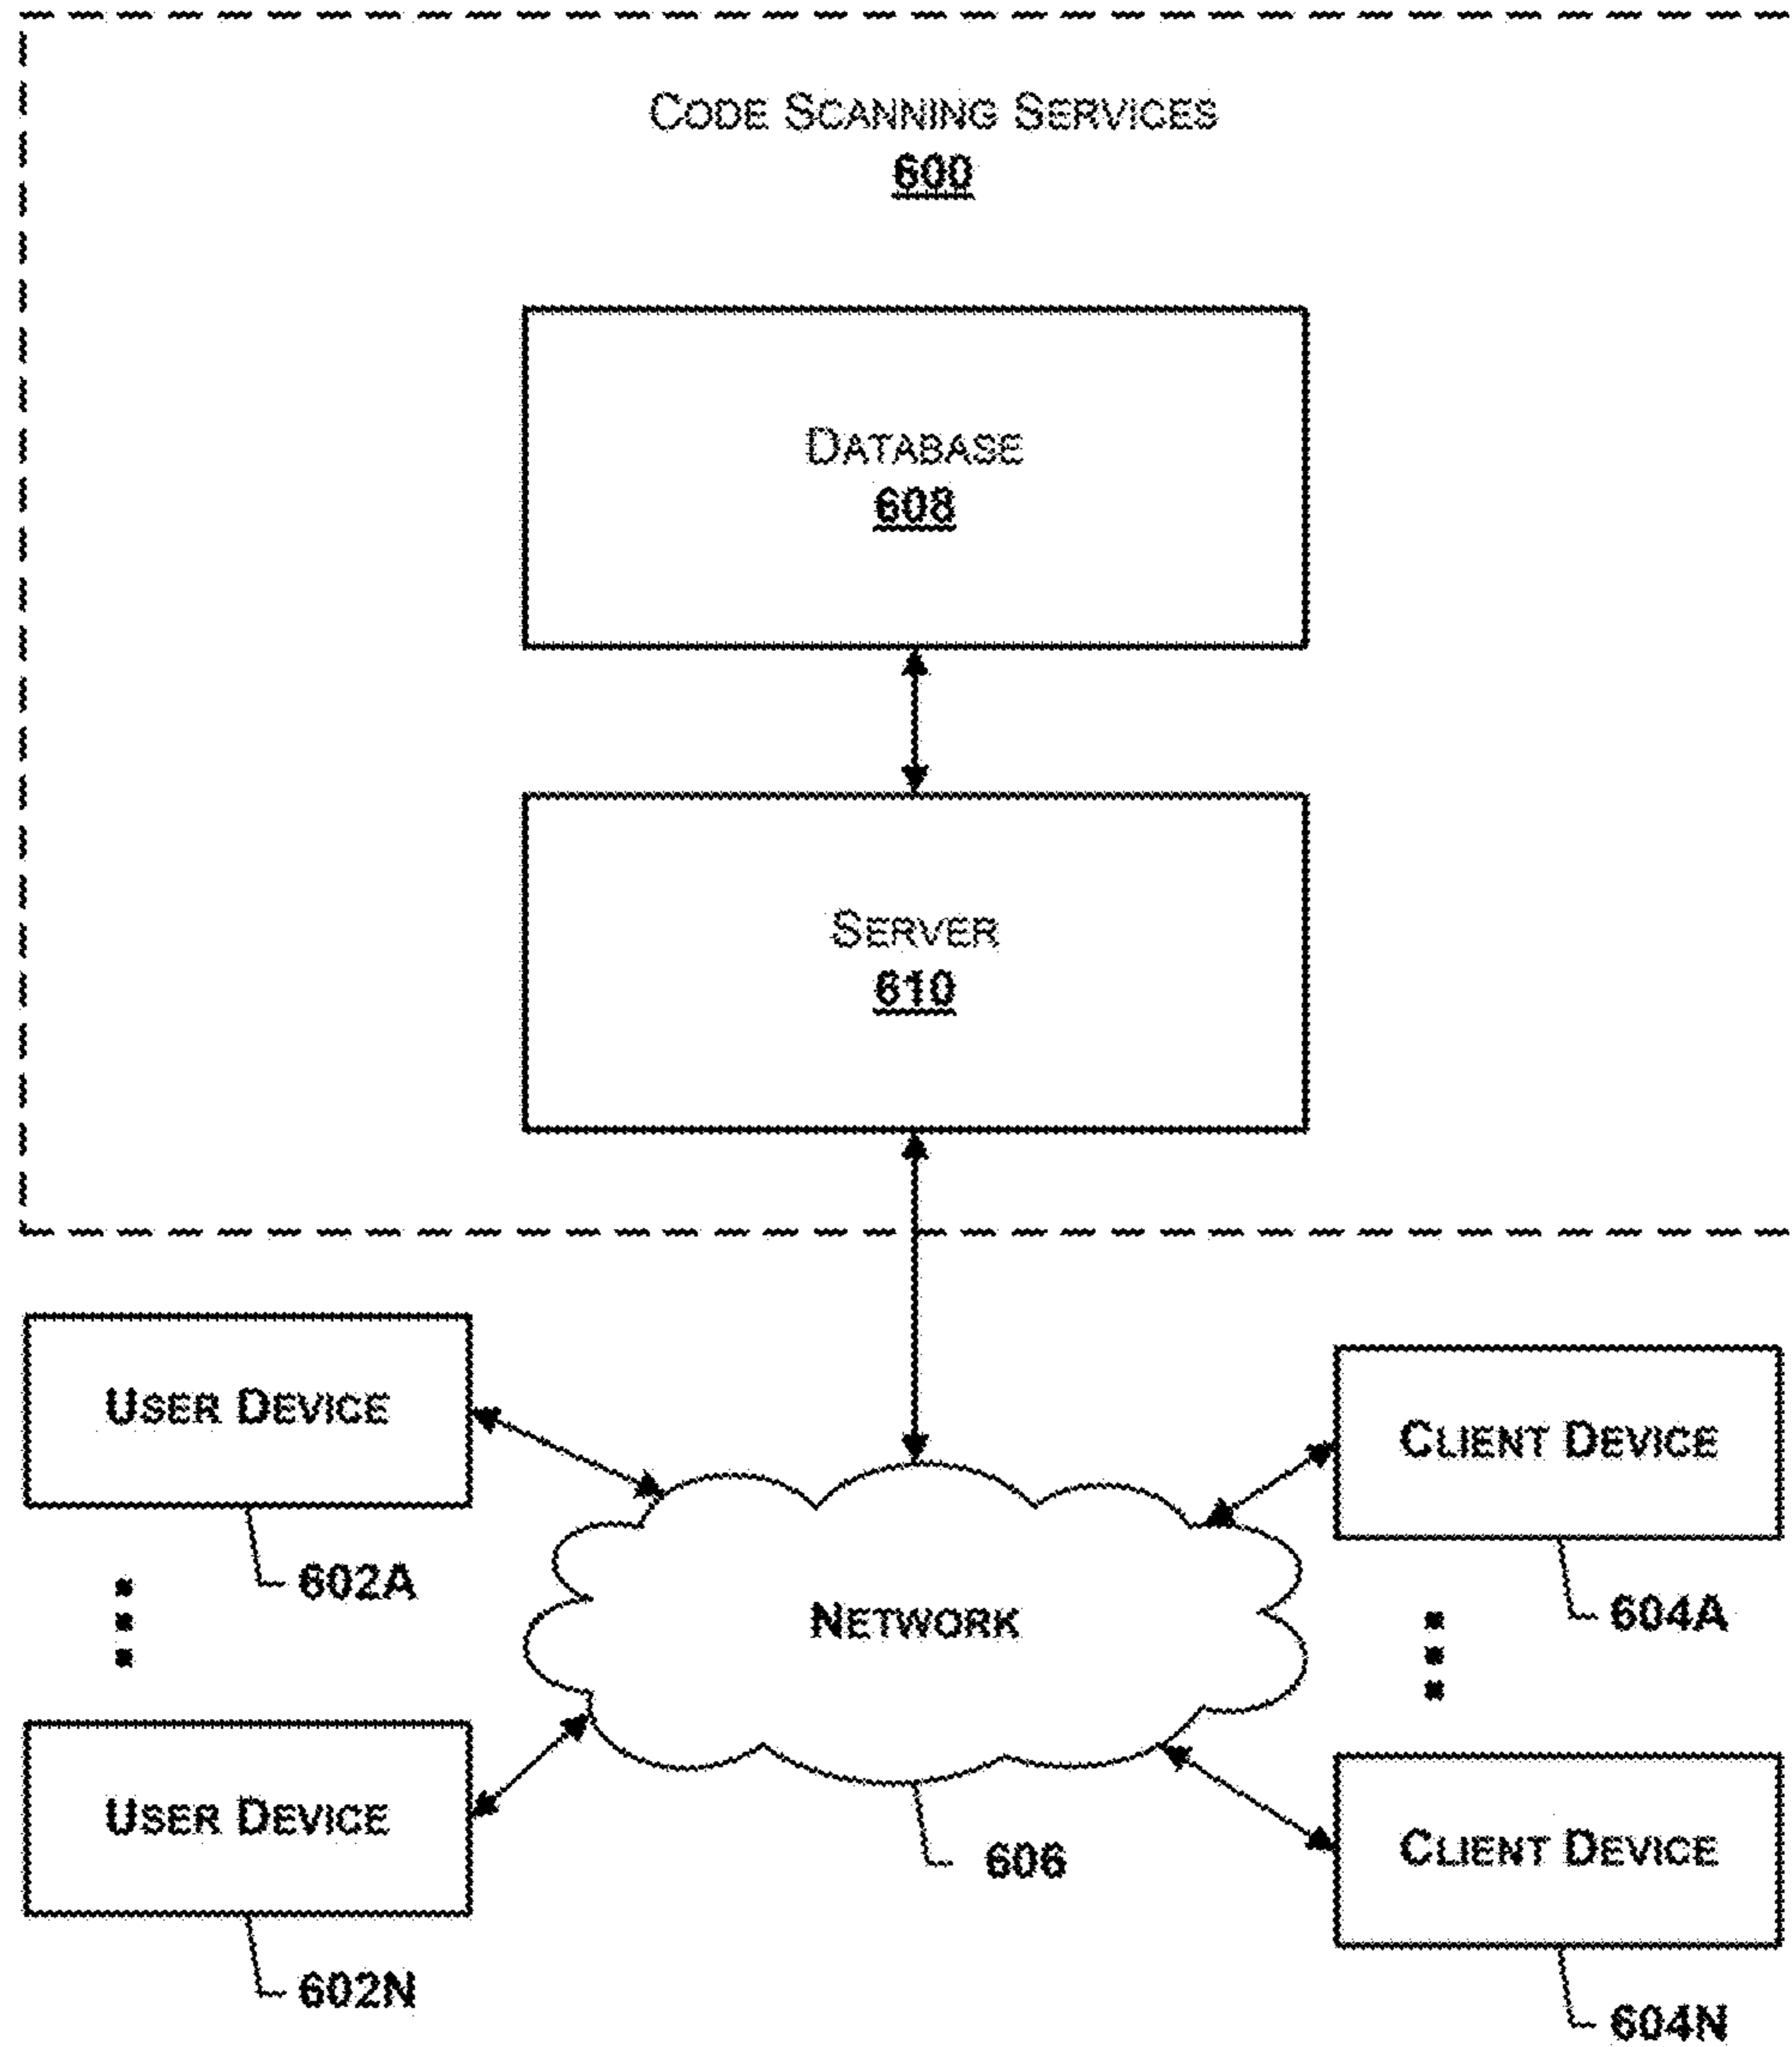 CODE SCANNING SERVICES
600
DATABASE
608
SERVER
610
USER DEVICE
602A
CLIENT DEVICE
604A
NETWORK
606
USER DEVICE
602N
CLIENT DEVICE
604N